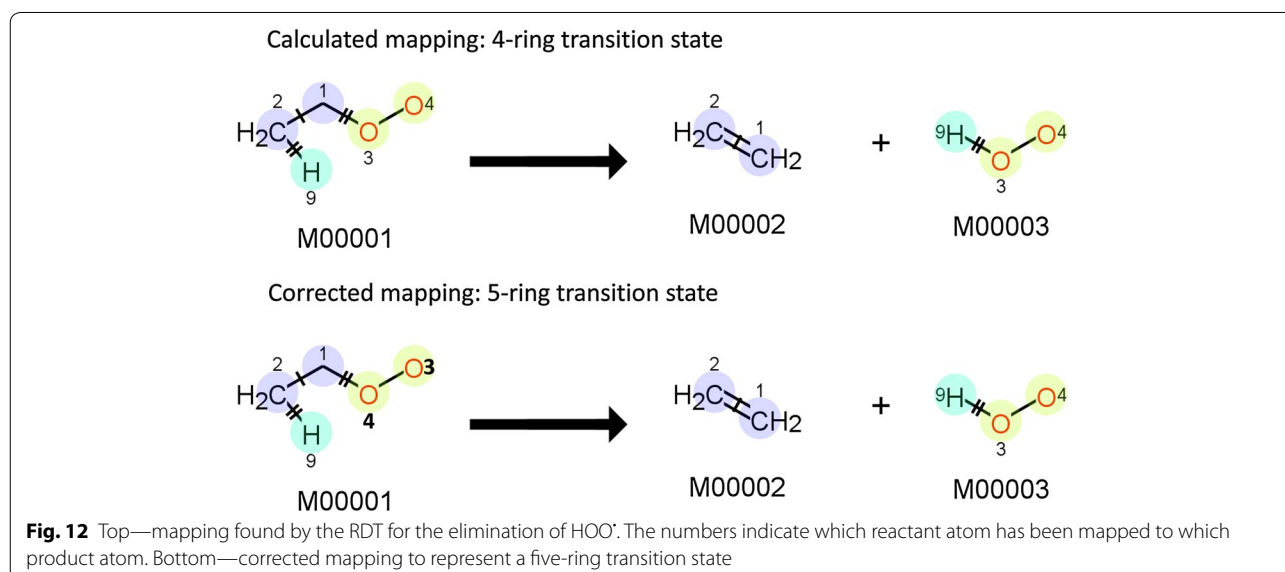 Calculated mapping: 4-ring transition state
2 1 O4
H2C O
3
H
9
M00001
2
H2C 1
CH2
M00002
+
9H O4
O
3
M00003
Corrected mapping: 5-ring transition state
2 1 O3
H2C O
4
H
9
M00001
2
H2C 1
CH2
M00002
+
9H O4
O
3
M00003
Fig. 12 Top—mapping found by the RDT for the elimination of HOO˙. The numbers indicate which reactant atom has been mapped to which
product atom. Bottom—corrected mapping to represent a five-ring transition state